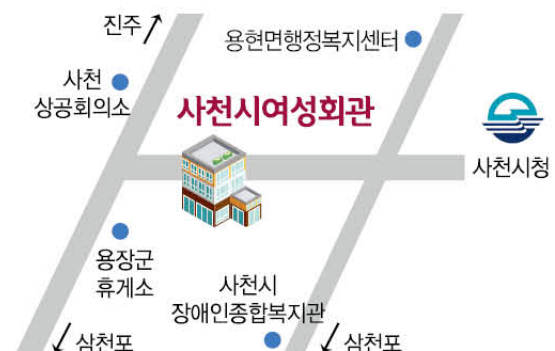 진주
용현면행정복지센터
사천
상공회의소
사천시여성회관
사천시청
용장군
휴게소
사천시
장애인종합복지관
삼천포
삼천포